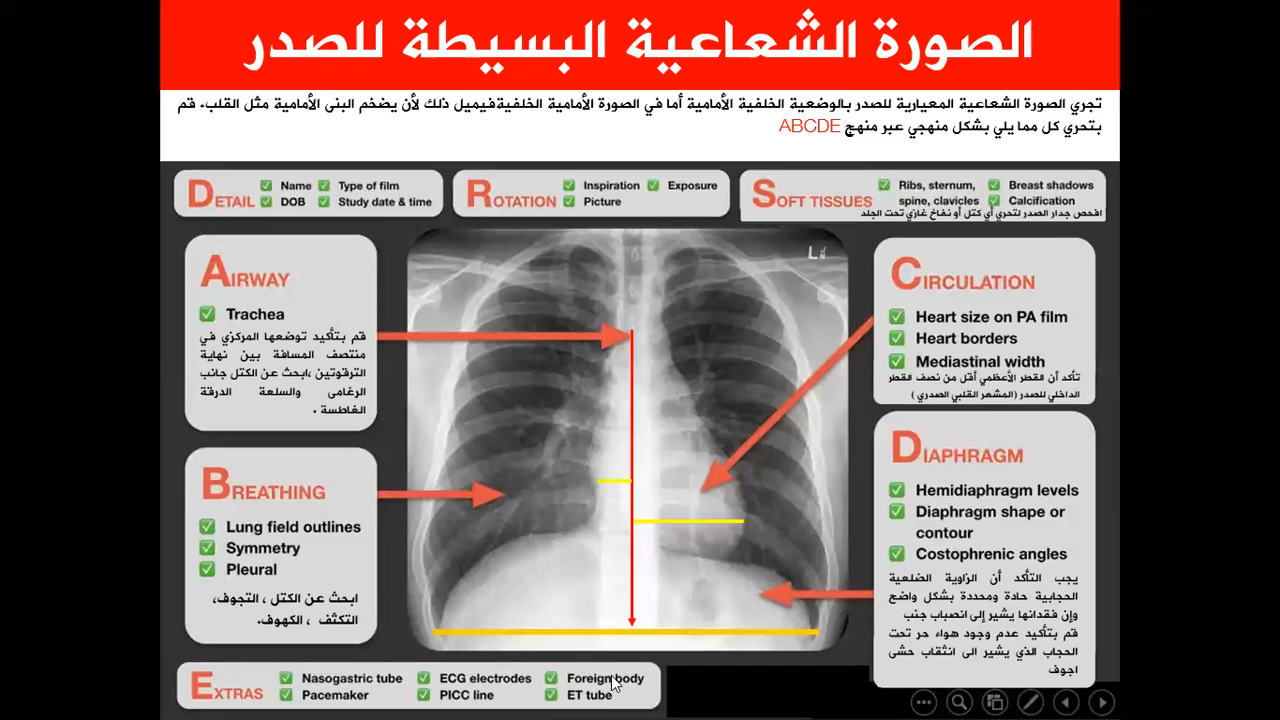 الصورة الشعاعية البسيطة للصدر
تجري الصورة الشعاعية المعيارية للصدر بالوضعية الخلفية الأمامية أما في الصورة الأمامية الخلفيةفيميل ذلك لأن يضخم البنى الأمامية مثل القلب. قم
بتحري كل مما يلي بشكل منهجي عبر منهج ABCDE
DETAIL
Name
Type of film
DOB
Study date & time
ROTATION
Inspiration
Exposure
Picture
SOFT TISSUES
Ribs, sternum,
spine, clavicles
Breast shadows
Calcification
افحص جدار الصدر لتحري أي كتل أو نفاخ غازي تحت الجلد
AIRWAY
Trachea
قم بتأكيد توضعها المركزي في
منتصف المسافة بين نهاية
الترقوتين ،ابحث عن الكتل جانب
الرغامى والسلعة الدرقة
الغاطسة .
BREATHING
Lung field outlines
Symmetry
Pleural
ابحث عن الكتل ، التجوف،
التكثف ، الكهوف.
L
CIRCULATION
Heart size on PA film
Heart borders
Mediastinal width
تأكد أن القطر الأعظمي أقل من نصف القطر
الداخلي للصدر (المشعر القلبي الصدري )
DIAPHRAGM
Hemidiaphragm levels
Diaphragm shape or
contour
Costophrenic angles
يجب التأكد أن الزاوية الضلعية
الحجابية حادة ومحددة بشكل واضح
وإن فقدانها يشير إلى انصباب جنب
قم بتأكيد عدم وجود هواء حر تحت
الحجاب الذي يشير الى انثقاب حشى
اجوف
EXTRAS
Nasogastric tube
ECG electrodes
Foreign body
Pacemaker
PICC line
ET tube